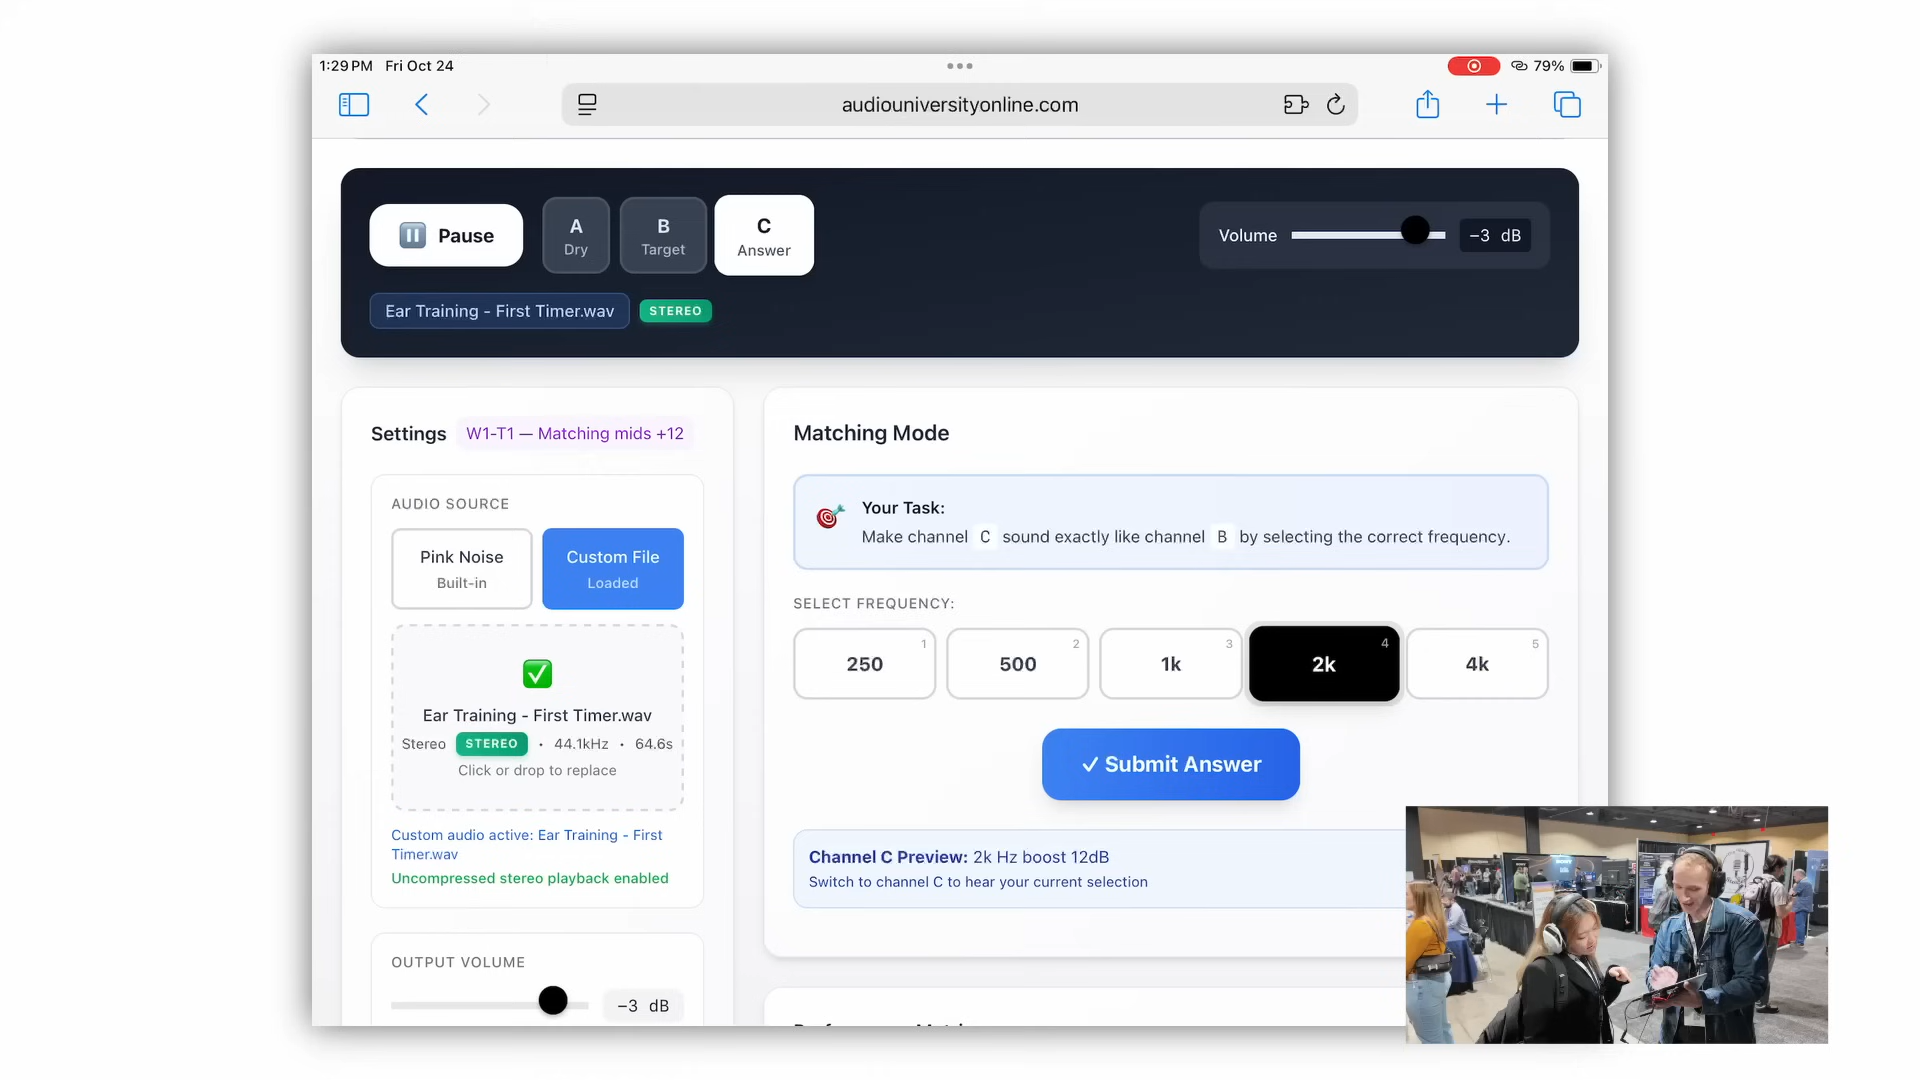 1:29 PM Fri Oct 24
79%
audiouniversityonline.com
Pause
A
Dry
B
Target
C
Answer
Volume
−3 dB
Ear Training - First Timer.wav
STEREO
Settings
W1-T1 — Matching mids +12
AUDIO SOURCE
Pink Noise
Built-in
Custom File
Loaded
Ear Training - First Timer.wav
Stereo STEREO • 44.1kHz • 64.6s
Click or drop to replace
Custom audio active: Ear Training - First
Timer.wav
Uncompressed stereo playback enabled
OUTPUT VOLUME
−3 dB
Matching Mode
Your Task:
Make channel C sound exactly like channel B by selecting the correct frequency.
SELECT FREQUENCY:
250 1
500 2
1k 3
2k 4
4k 5
✓ Submit Answer
Channel C Preview: 2k Hz boost 12dB
Switch to channel C to hear your current selection